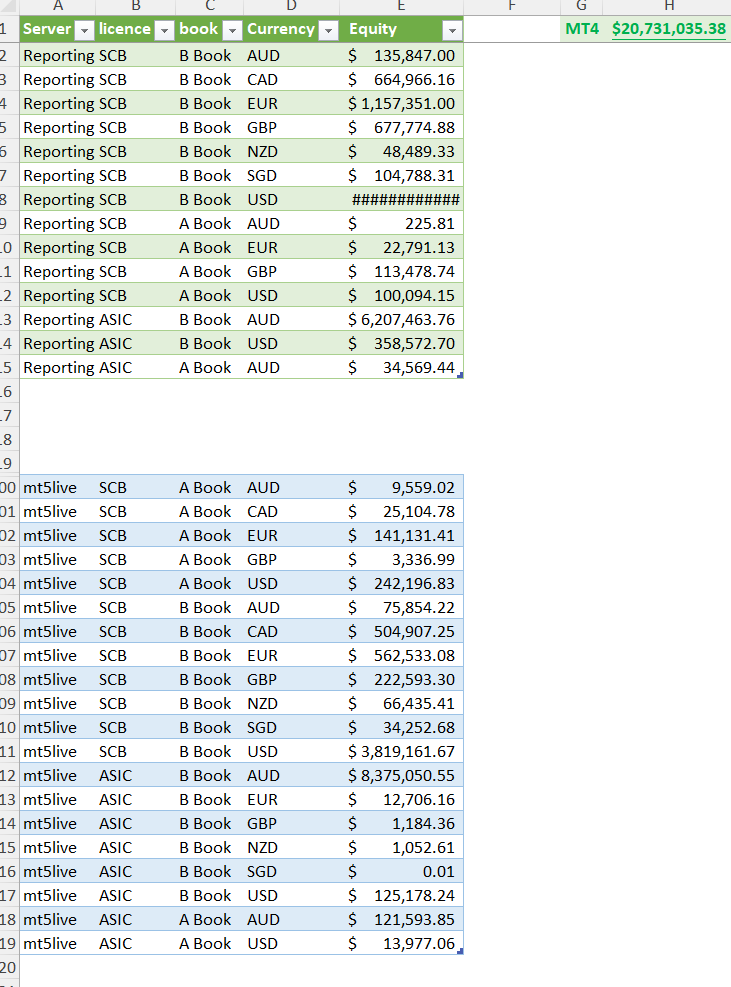 A B C D E F G H
1 Server licence book Currency Equity MT4 $20,731,035.38
2 Reporting SCB B Book AUD $ 135,847.00
3 Reporting SCB B Book CAD $ 664,966.16
4 Reporting SCB B Book EUR $ 1,157,351.00
5 Reporting SCB B Book GBP $ 677,774.88
6 Reporting SCB B Book NZD $ 48,489.33
7 Reporting SCB B Book SGD $ 104,788.31
8 Reporting SCB B Book USD ############
9 Reporting SCB A Book AUD $ 225.81
0 Reporting SCB A Book EUR $ 22,791.13
1 Reporting SCB A Book GBP $ 113,478.74
2 Reporting SCB A Book USD $ 100,094.15
3 Reporting ASIC B Book AUD $ 6,207,463.76
4 Reporting ASIC B Book USD $ 358,572.70
5 Reporting ASIC A Book AUD $ 34,569.44
6
7
8
9
00 mt5live SCB A Book AUD $ 9,559.02
01 mt5live SCB A Book CAD $ 25,104.78
02 mt5live SCB A Book EUR $ 141,131.41
03 mt5live SCB A Book GBP $ 3,336.99
04 mt5live SCB A Book USD $ 242,196.83
05 mt5live SCB B Book AUD $ 75,854.22
06 mt5live SCB B Book CAD $ 504,907.25
07 mt5live SCB B Book EUR $ 562,533.08
08 mt5live SCB B Book GBP $ 222,593.30
09 mt5live SCB B Book NZD $ 66,435.41
10 mt5live SCB B Book SGD $ 34,252.68
11 mt5live SCB B Book USD $ 3,819,161.67
12 mt5live ASIC B Book AUD $ 8,375,050.55
13 mt5live ASIC B Book EUR $ 12,706.16
14 mt5live ASIC B Book GBP $ 1,184.36
15 mt5live ASIC B Book NZD $ 1,052.61
16 mt5live ASIC B Book SGD $ 0.01
17 mt5live ASIC B Book USD $ 125,178.24
18 mt5live ASIC A Book AUD $ 121,593.85
19 mt5live ASIC A Book USD $ 13,977.06
20